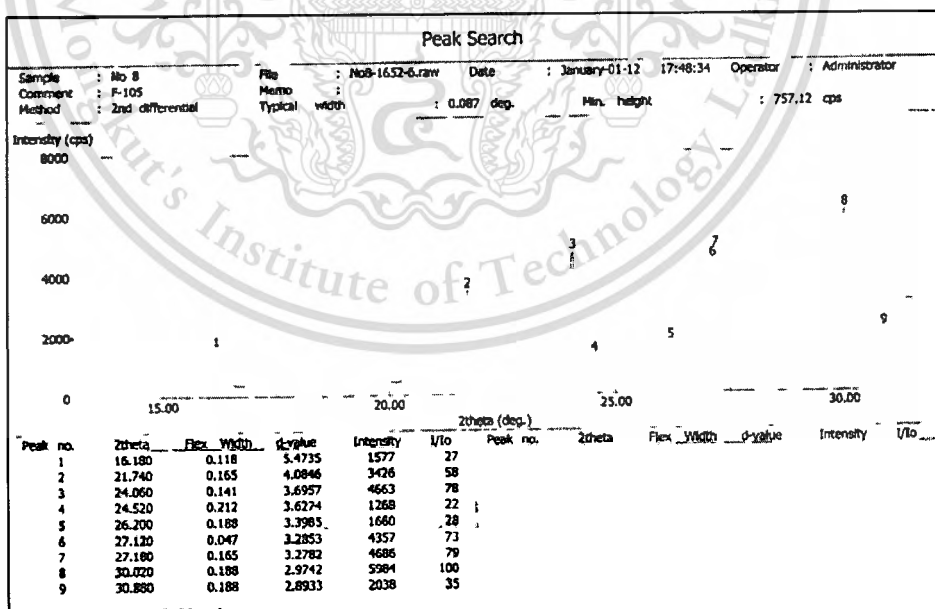 Peak Search
Sample : No 8 File : No8-1652-6.raw Date : January-01-12 17:48:34 Operator : Administrator
Comment : F-105 Memo :
Method : 2nd differential Typical width : 0.087 deg. Min. height : 757.12 cps
Intensity (cps)
8000
6000
4000
2000
0
1
2
3
4
5
6
7
8
9
15.00 20.00 25.00 30.00
2theta (deg.)
Peak no. 2theta Flex Width d-value Intensity I/Io Peak no. 2theta Flex Width d-value Intensity I/Io
1 16.180 0.118 5.4735 1577 27
2 21.740 0.165 4.0846 3426 58
3 24.060 0.141 3.6957 4663 78
4 24.520 0.212 3.6274 1268 22
5 26.200 0.188 3.3985 1660 28
6 27.120 0.047 3.2853 4357 73
7 27.180 0.165 3.2782 4686 79
8 30.020 0.188 2.9742 5984 100
9 30.880 0.188 2.8933 2038 35
kut's Institute of Technology